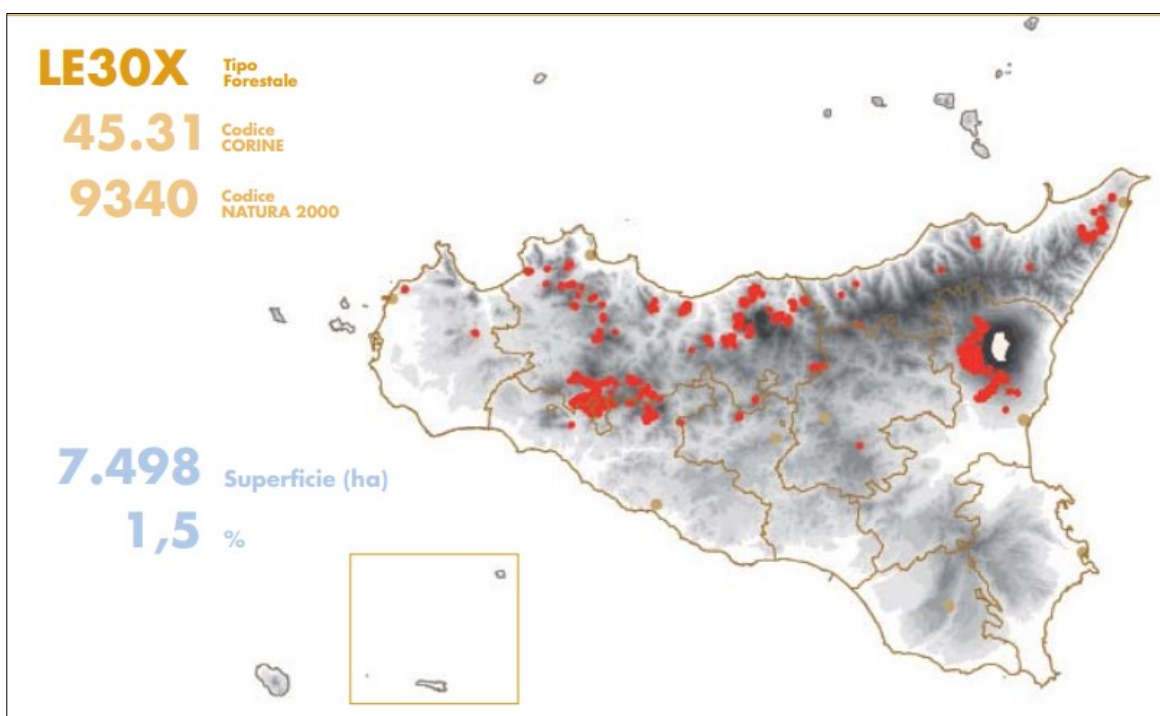 LE30X Tipo
Forestale
45.31 Codice
CORINE
9340 Codice
NATURA 2000
7.498 Superficie (ha)
1,5 %